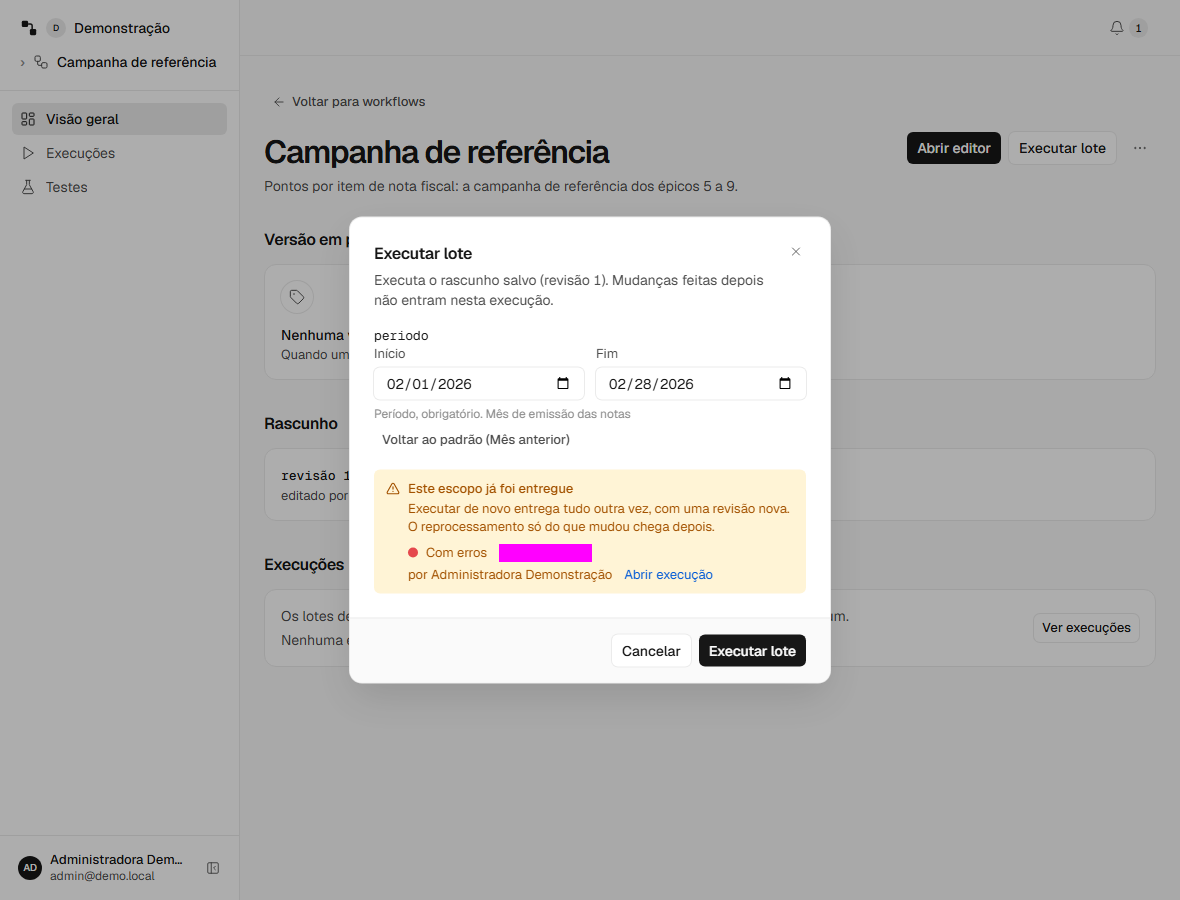 D Demonstração
Campanha de referência
Visão geral
Execuções
Testes
1
Voltar para workflows
Campanha de referência
Abrir editor
Executar lote
Pontos por item de nota fiscal: a campanha de referência dos épicos 5 a 9.
Versão em
Nenhuma
Quando um
Rascunho
revisão 1
editado por
Execuções
Os lotes
Nenhuma
Ver execuções
Executar lote
Executa o rascunho salvo (revisão 1). Mudanças feitas depois
não entram nesta execução.
periodo
Início
Fim
02/01/2026
02/28/2026
Período, obrigatório. Mês de emissão das notas
Voltar ao padrão (Mês anterior)
Este escopo já foi entregue
Executar de novo entrega tudo outra vez, com uma revisão nova.
O reprocessamento só do que mudou chega depois.
Com erros
por Administradora Demonstração Abrir execução
Cancelar
Executar lote
AD
Administradora Dem...
admin@demo.local